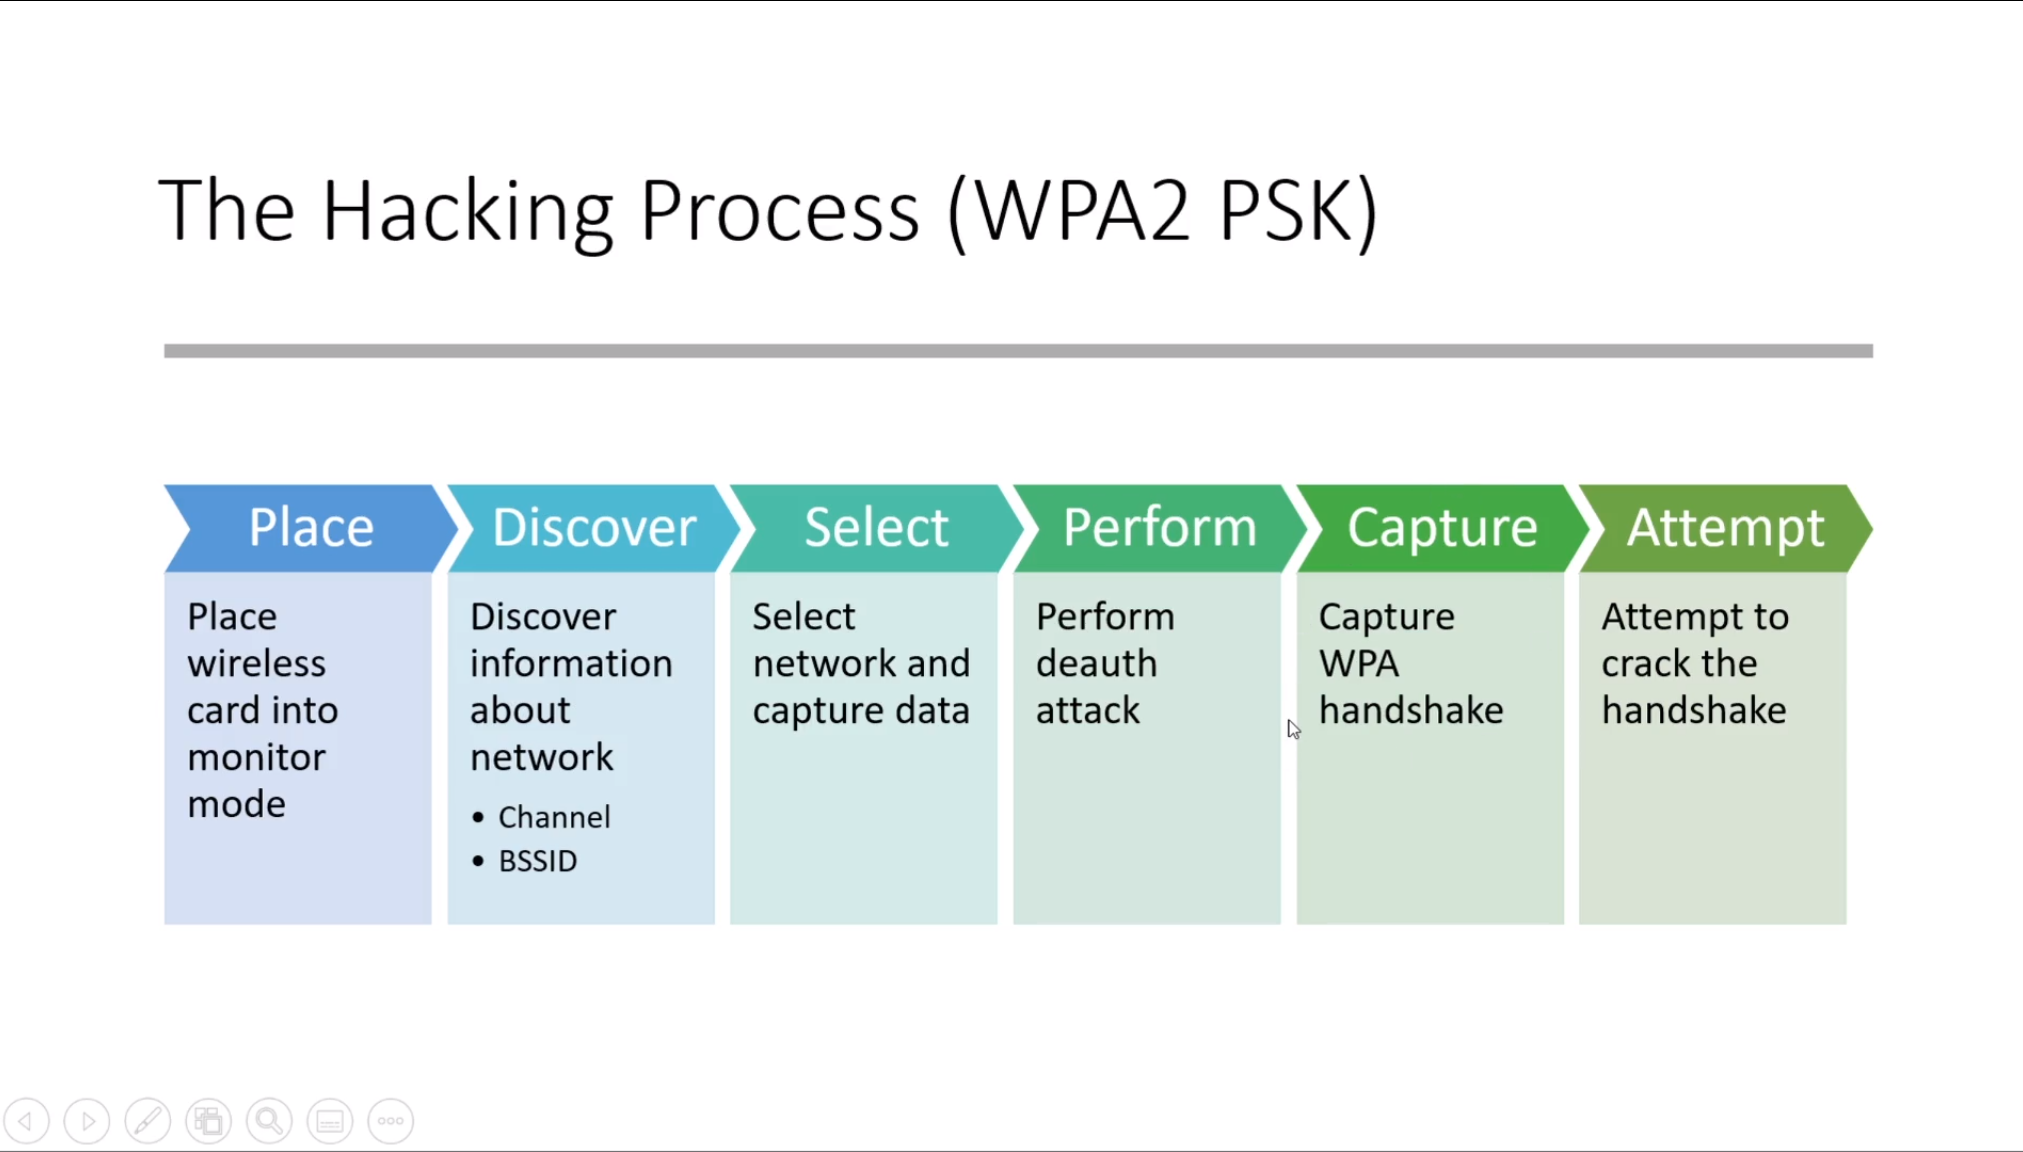 The Hacking Process (WPA2 PSK)
Place
Place
wireless
card into
monitor
mode
Discover
Discover
information
about
network
• Channel
• BSSID
Select
Select
network and
capture data
Perform
Perform
deauth
attack
Capture
Capture
WPA
handshake
Attempt
Attempt to
crack the
handshake